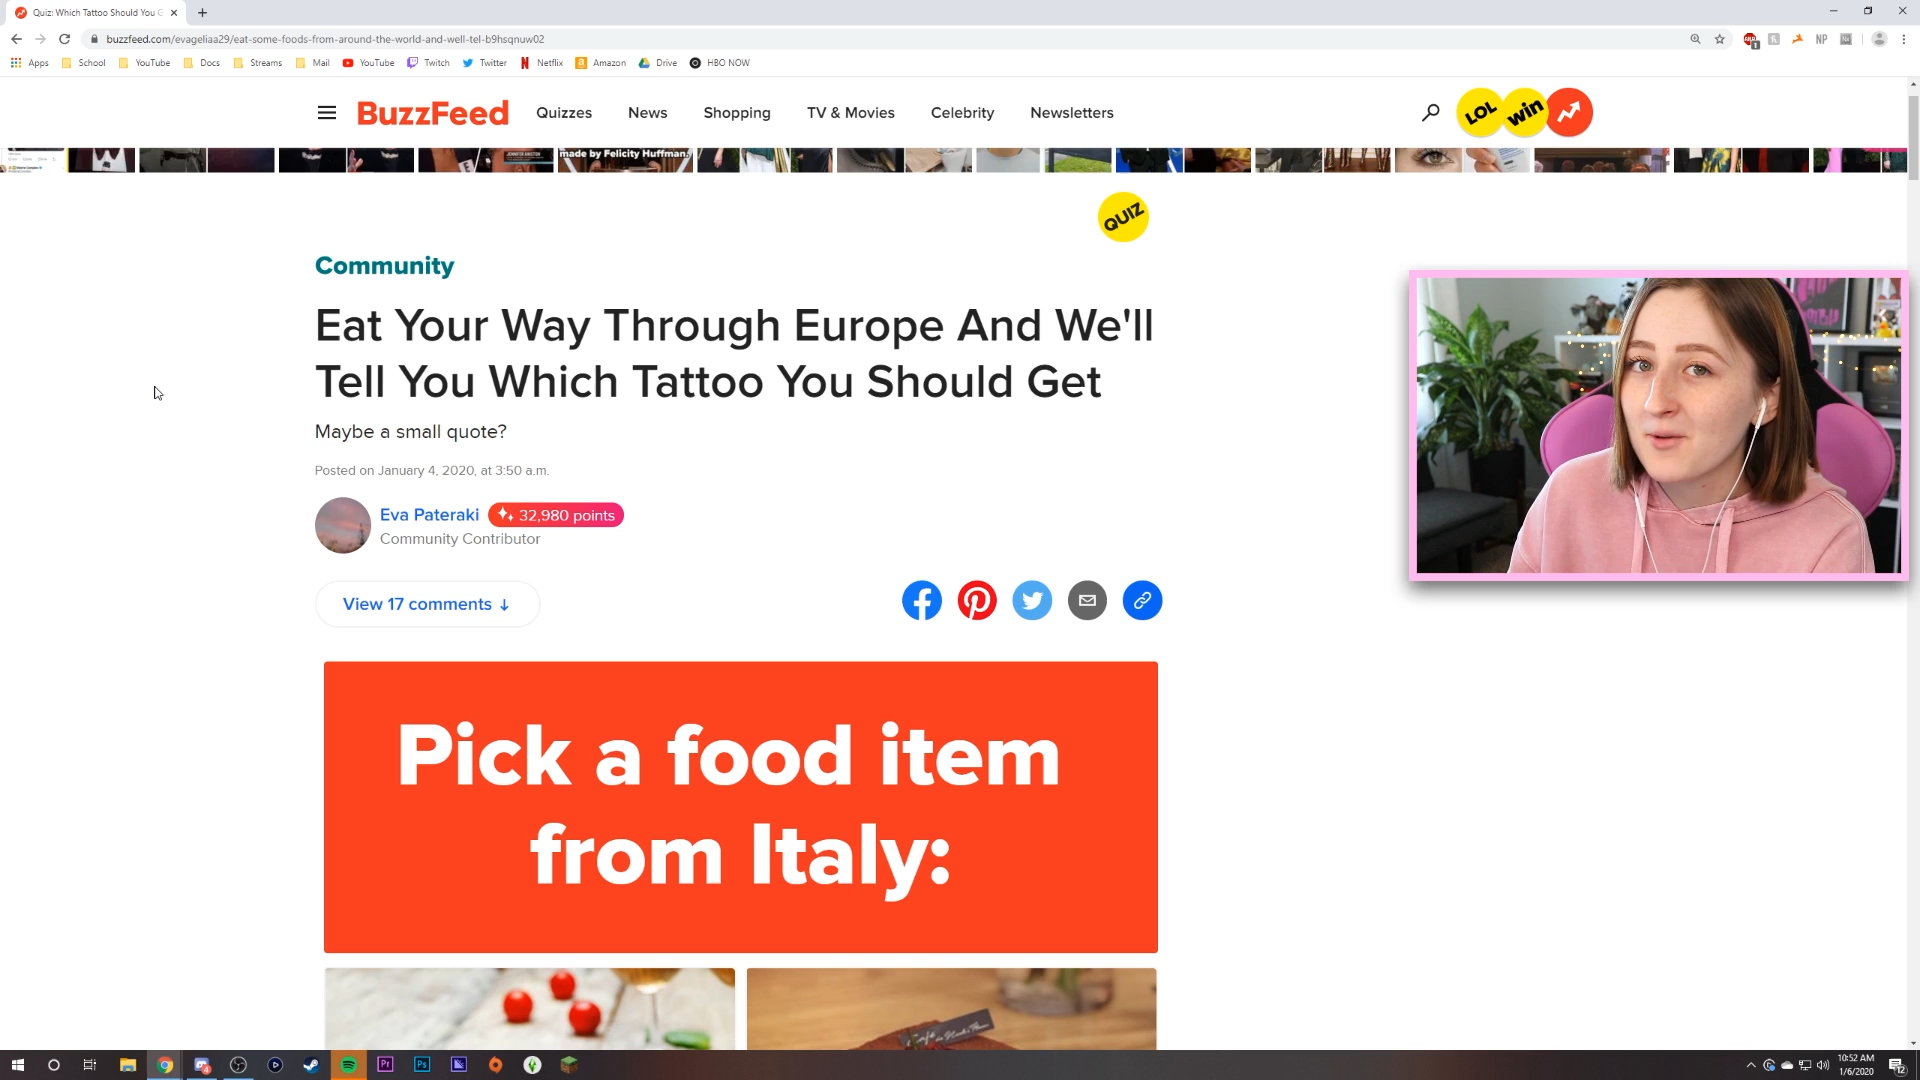 Quiz: Which Tattoo Should You G
buzzfeed.com/evageliaa29/eat-some-foods-from-around-the-world-and-well-tel-b9hsqnuw02
Apps School YouTube Docs Streams Mail YouTube Twitch Twitter Netflix Amazon Drive HBO NOW
NP
BuzzFeed Quizzes News Shopping TV & Movies Celebrity Newsletters LOL win
made by Felicity Huffman.
QUIZ
Community
Eat Your Way Through Europe And We'll
Tell You Which Tattoo You Should Get
Maybe a small quote?
Posted on January 4, 2020, at 3:50 a.m.
Eva Pateraki 32,980 points
Community Contributor
View 17 comments ↓
Pick a food item
from Italy:
Pr Ps
10:52 AM
1/6/2020
12